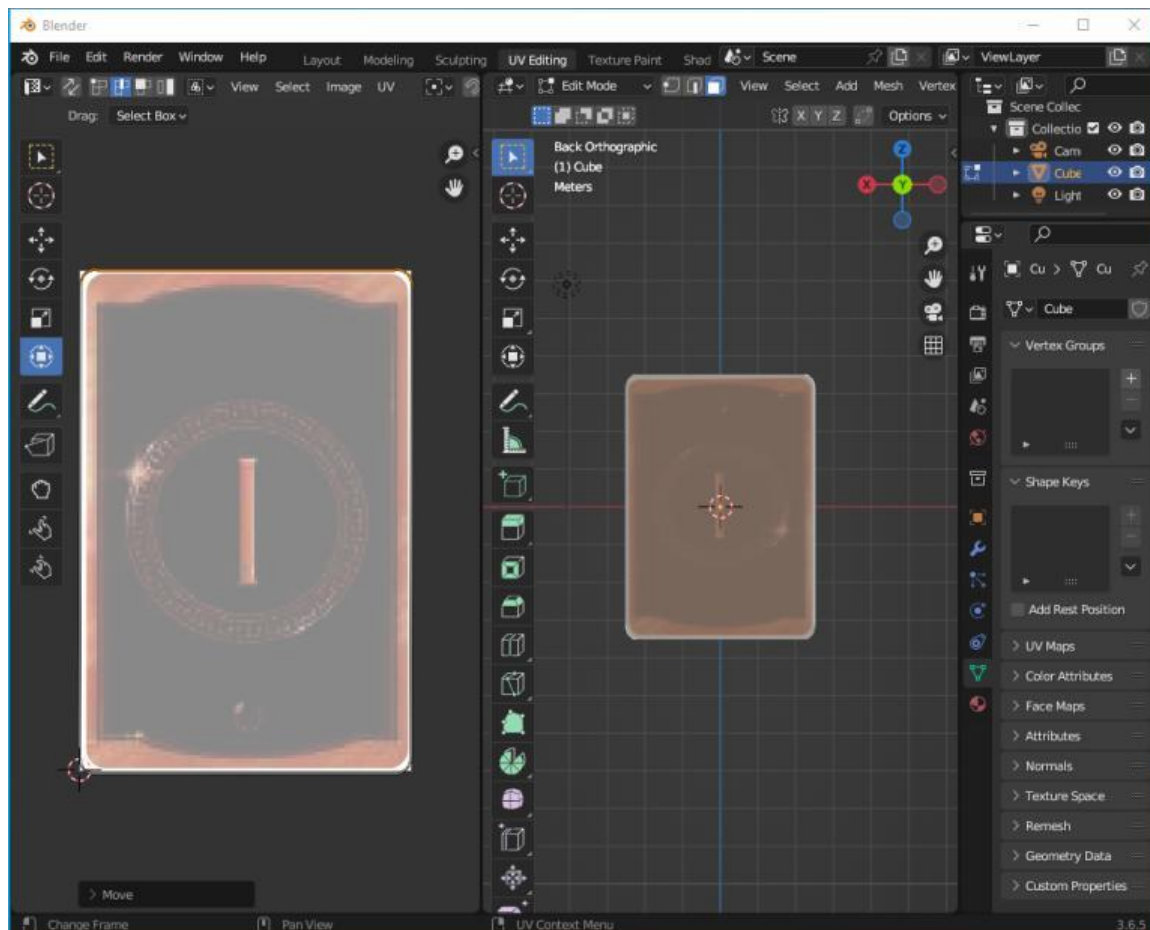 Blender
File Edit Render Window Help Layout Modeling Sculpting UV Editing Texture Paint Shad Scene ViewLayer
View Select Image UV Edit Mode View Select Add Mesh Vertex
Drag: Select Box X Y Z Options
Scene Collec
Collectio
Cam
Cube
Light
Back Orthographic
(1) Cube
Meters
Z
X
Y
Cu > Cu
Cube
Vertex Groups
Shape Keys
Add Rest Position
UV Maps
Color Attributes
Face Maps
Attributes
Normals
Texture Space
Remesh
Geometry Data
Custom Properties
> Move
Change Frame Pan View UV Context Menu 3.6.5